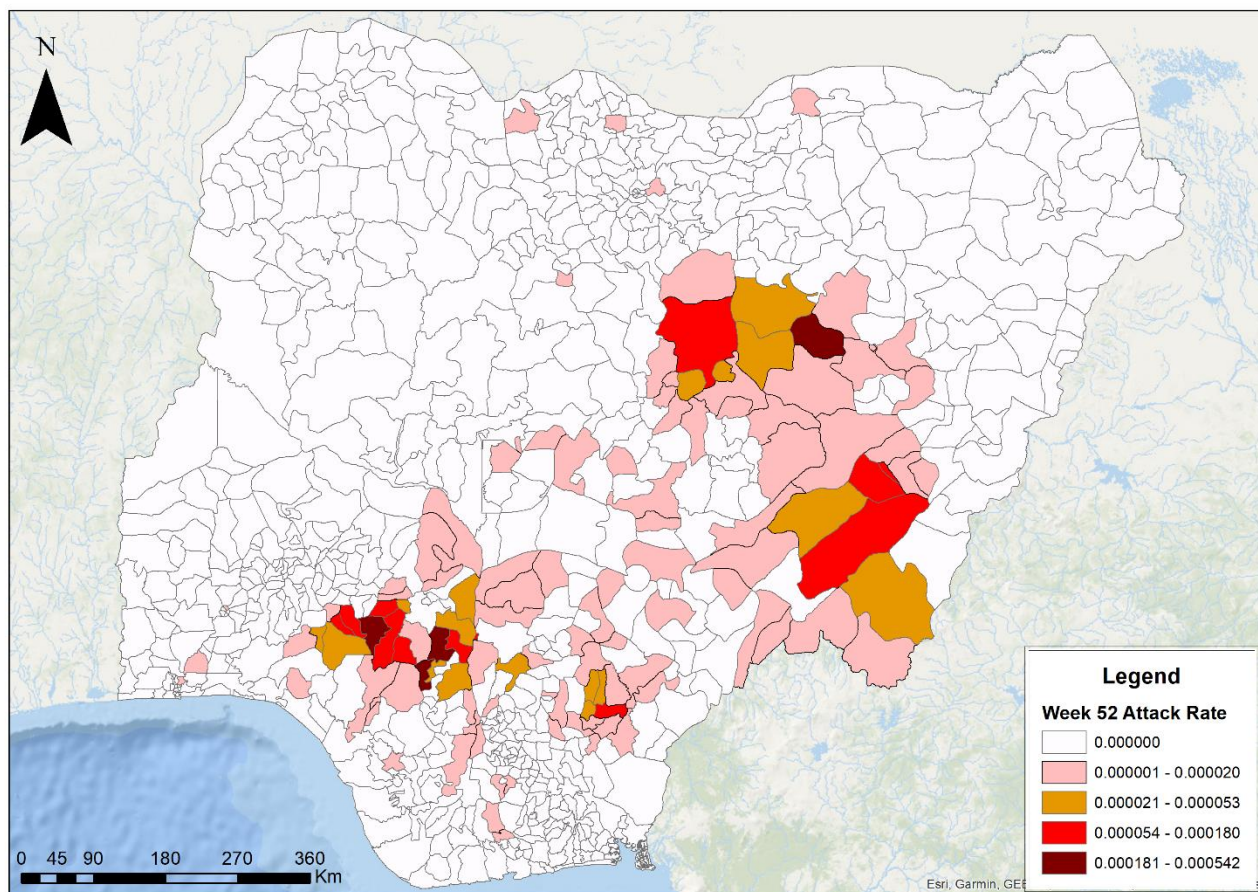 N
Legend
Week 52 Attack Rate
0.000000
0.000001 - 0.000020
0.000021 - 0.000053
0.000054 - 0.000180
0.000181 - 0.000542
0 45 90 180 270 360
Km
Esri, Garmin,